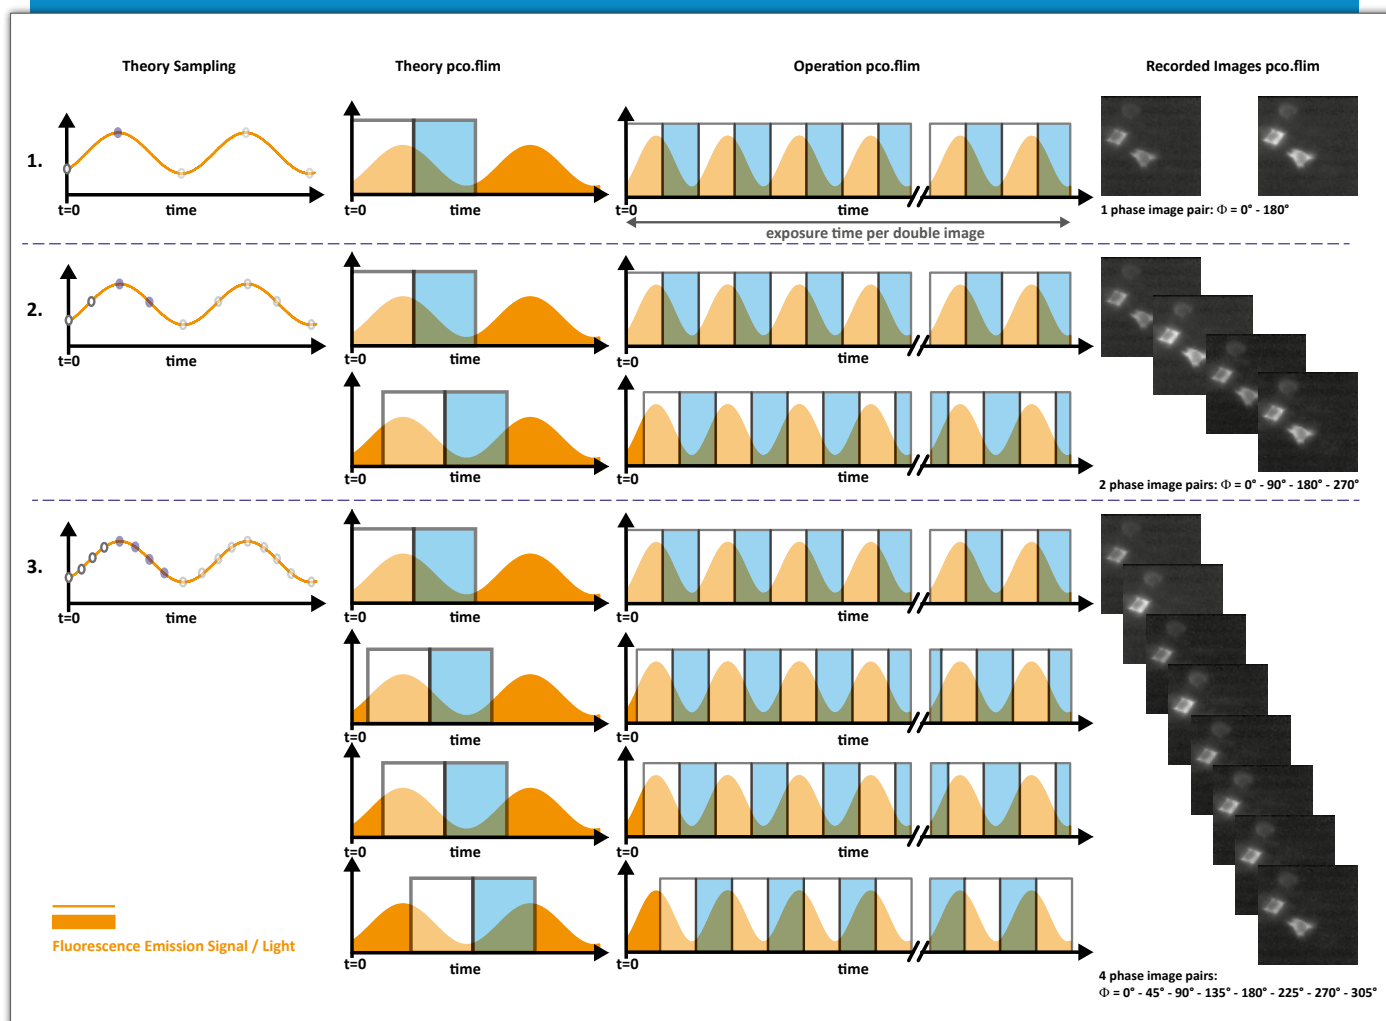 Theory Sampling
Theory pco.flim
Operation pco.flim
Recorded Images pco.flim
1.
t=0
time
t=0
time
t=0
time
exposure time per double image
1 phase image pair: Φ = 0° - 180°
2.
t=0
time
t=0
time
t=0
time
t=0
time
t=0
time
2 phase image pairs: Φ = 0° - 90° - 180° - 270°
3.
t=0
time
t=0
time
t=0
time
t=0
time
t=0
time
t=0
time
t=0
time
t=0
time
t=0
time
Fluorescence Emission Signal / Light
4 phase image pairs:
Φ = 0° - 45° - 90° - 135° - 180° - 225° - 270° - 305°